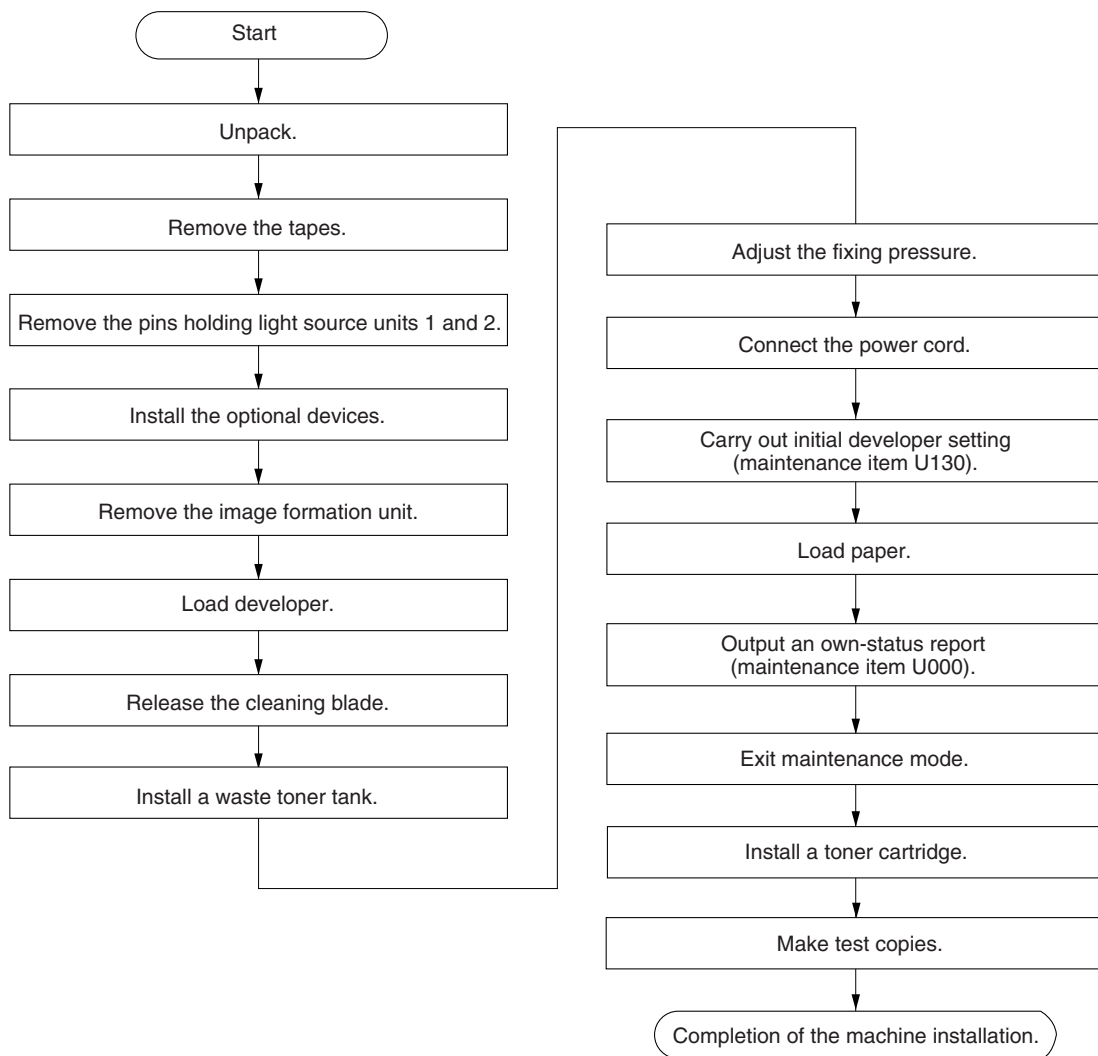 Start
Unpack.
Remove the tapes.
Remove the pins holding light source units 1 and 2.
Install the optional devices.
Remove the image formation unit.
Load developer.
Release the cleaning blade.
Install a waste toner tank.
Adjust the fixing pressure.
Connect the power cord.
Carry out initial developer setting
(maintenance item U130).
Load paper.
Output an own-status report
(maintenance item U000).
Exit maintenance mode.
Install a toner cartridge.
Make test copies.
Completion of the machine installation.